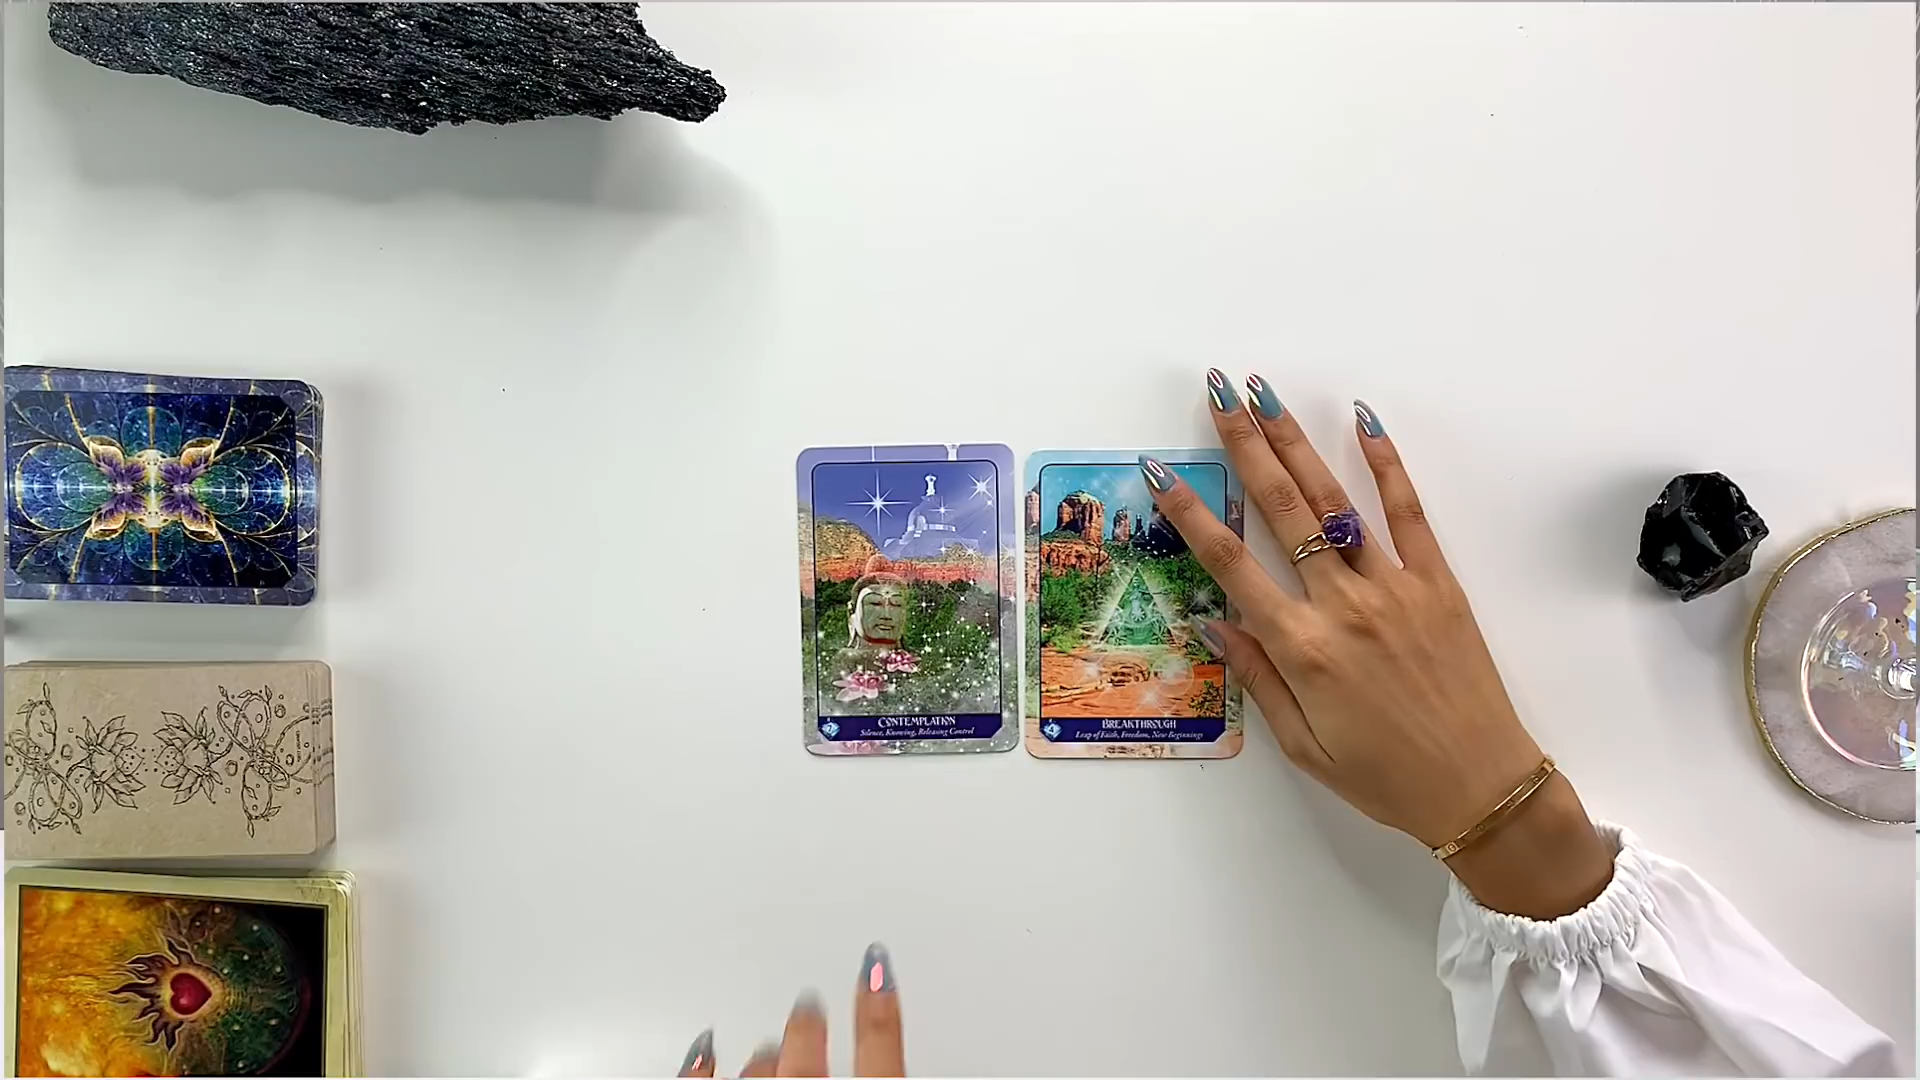 CONTEMPLATION
Silence, Knowing, Releasing Control
BREAKTHROUGH
Leap of Faith, Freedom, New Beginnings